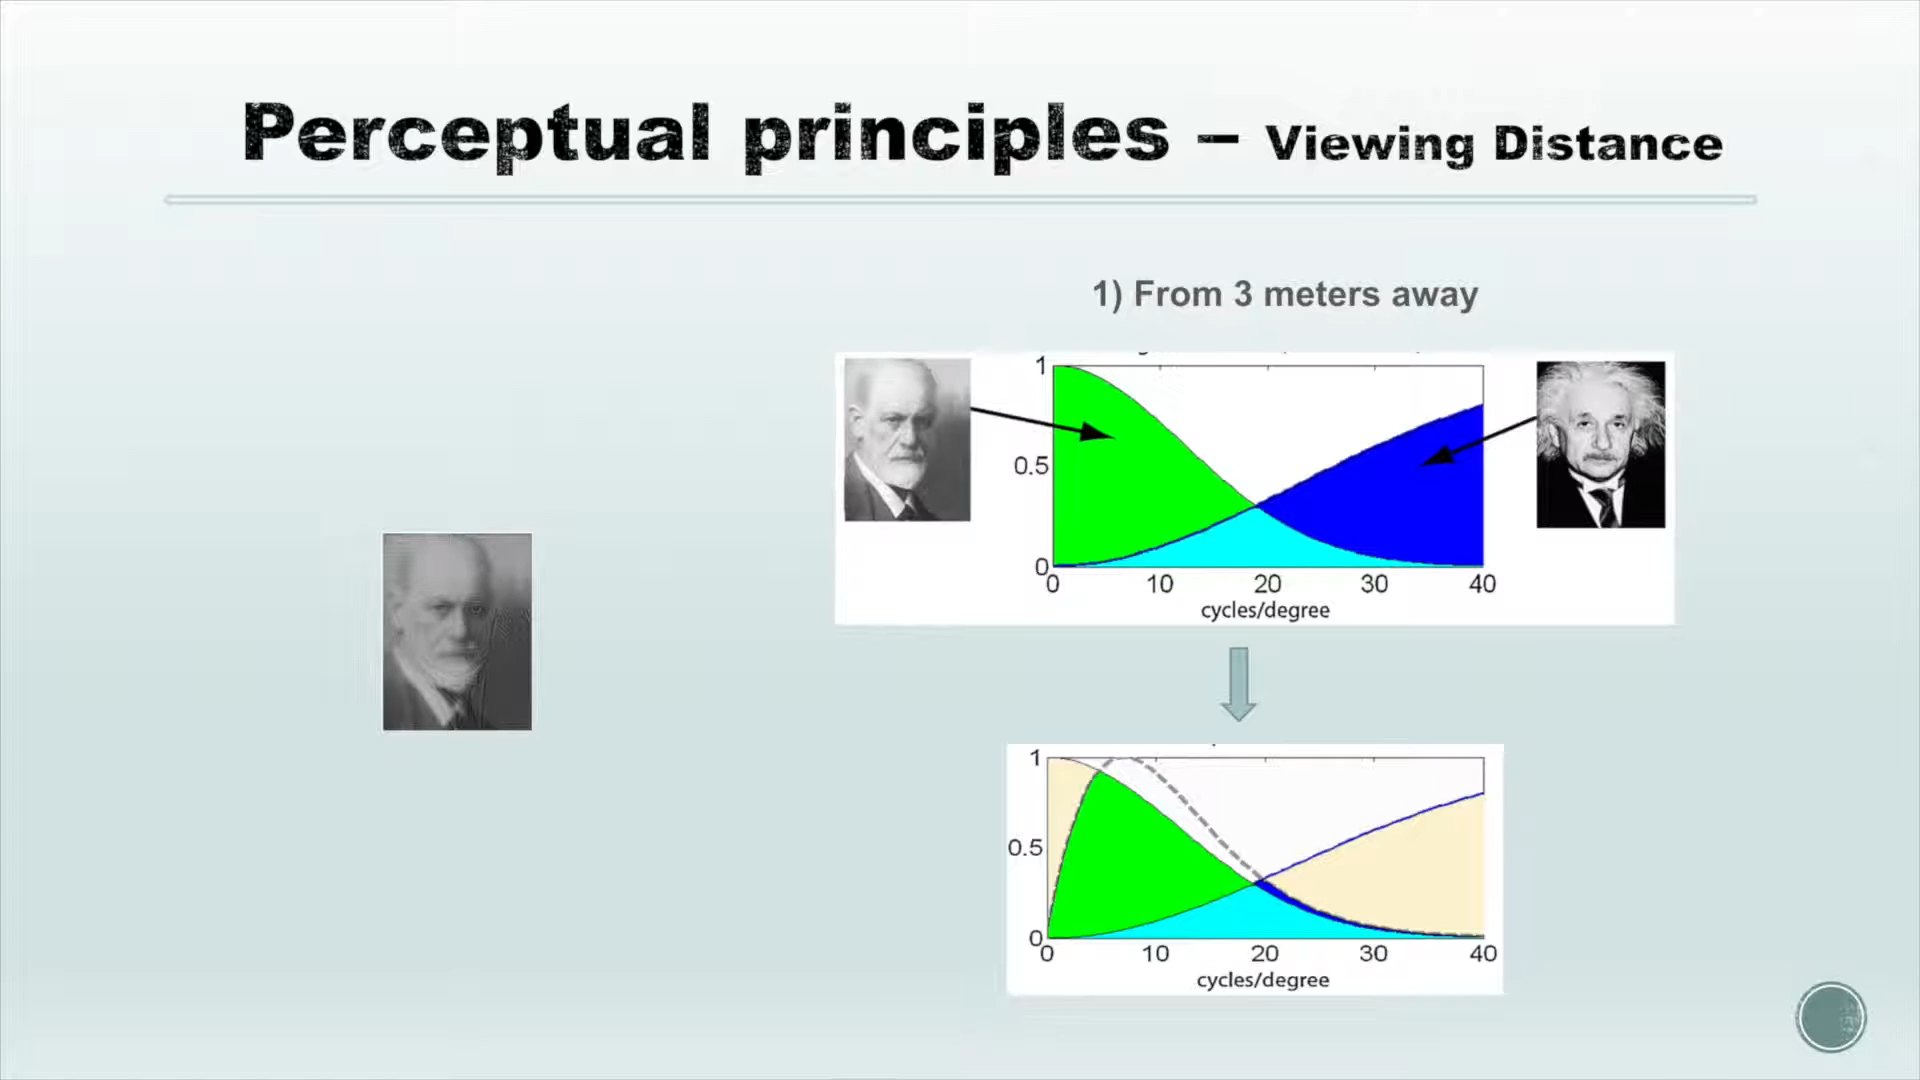 Perceptual principles – Viewing Distance
1) From 3 meters away
1
0.5
0
0 10 20 30 40
cycles/degree
1
0.5
0
0 10 20 30 40
cycles/degree